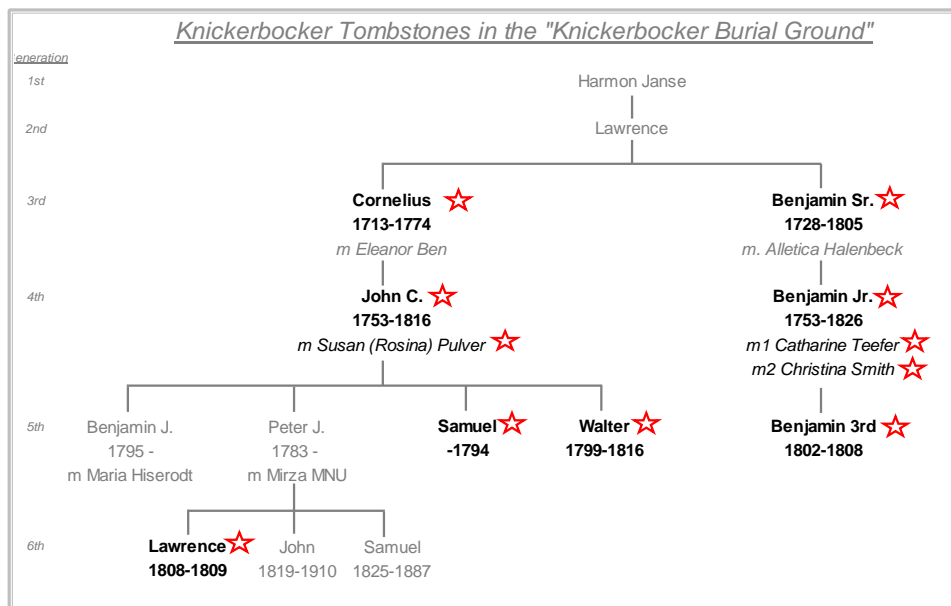 Knickerbocker Tombstones in the "Knickerbocker Burial Ground"
eneration
1st
Harmon Janse
2nd
Lawrence
3rd
Cornelius
Benjamin Sr.
1713-1774
1728-1805
m Eleanor Ben
m. Alletica Halenbeck
4th
John C.
Benjamin Jr.
1753-1816
1753-1826
m Susan (Rosina) Pulver
m1 Catharine Teefer
m2 Christina Smith
5th
Benjamin J.
Peter J.
Samuel
Walter
Benjamin 3rd
1795 -
1783 -
-1794
1799-1816
1802-1808
m Maria Hiserodt
m Mirza MNU
6th
Lawrence
John
Samuel
1808-1809
1819-1910
1825-1887